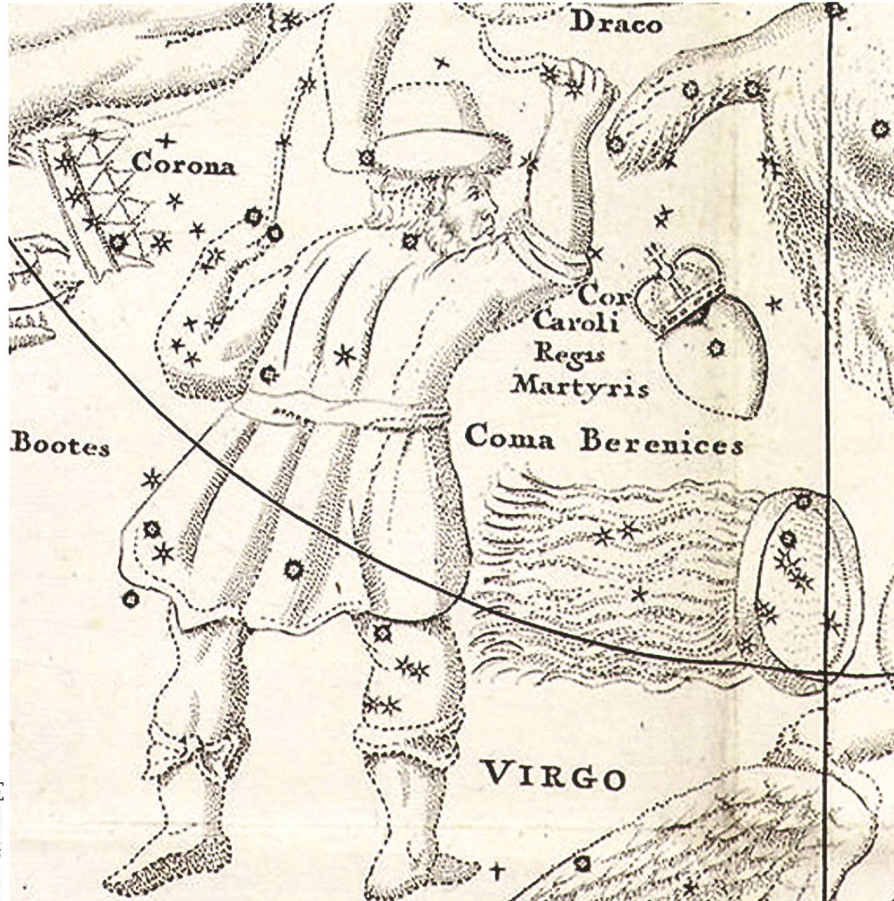 Draco
Corona
Cor
Caroli
Regis
Martyris
Bootes
Coma Berenices
VIRGO